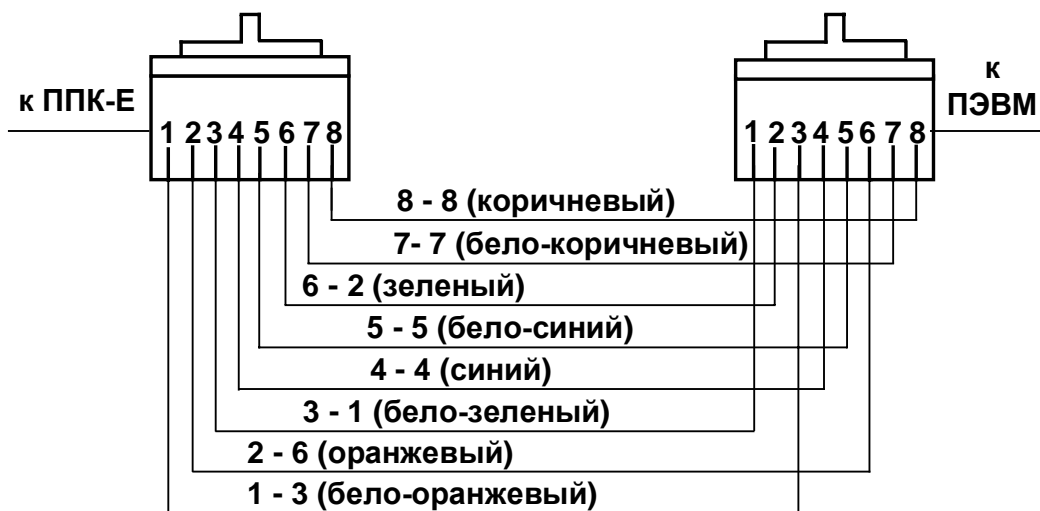 к ППК-Е
к
ПЭВМ
1 2 3 4 5 6 7 8
1 2 3 4 5 6 7 8
8 - 8 (коричневый)
7- 7 (бело-коричневый)
6 - 2 (зеленый)
5 - 5 (бело-синий)
4 - 4 (синий)
3 - 1 (бело-зеленый)
2 - 6 (оранжевый)
1 - 3 (бело-оранжевый)